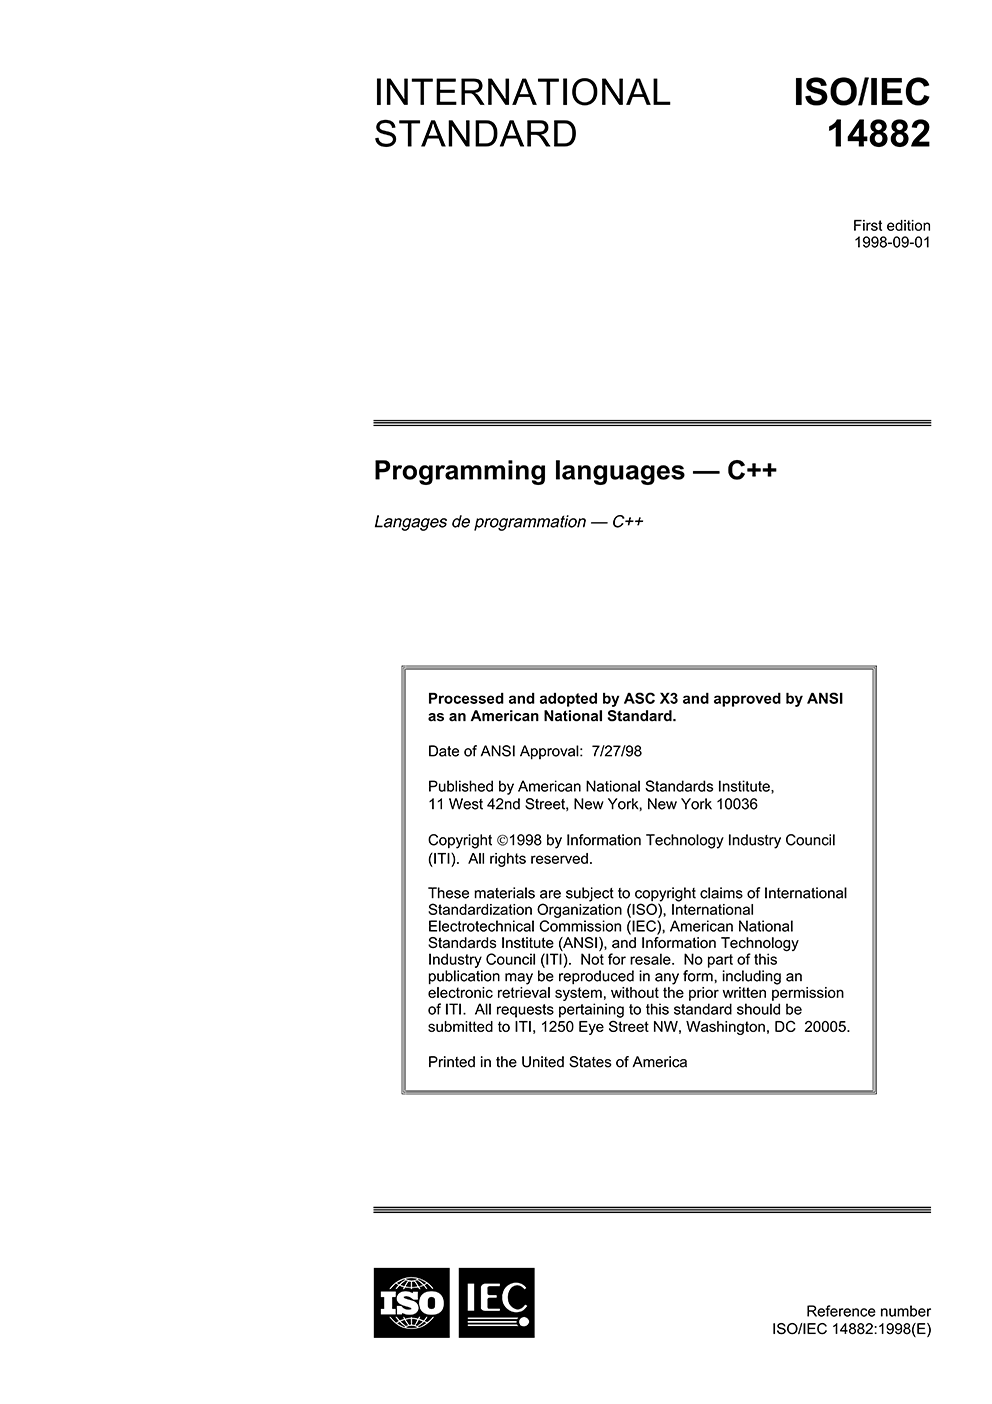 INTERNATIONAL
STANDARD
ISO/IEC
14882
First edition
1998-09-01
Programming languages — C++
Langages de programmation — C++
Processed and adopted by ASC X3 and approved by ANSI
as an American National Standard.
Date of ANSI Approval:  7/27/98
Published by American National Standards Institute,
11 West 42nd Street, New York, New York 10036
Copyright ©1998 by Information Technology Industry Council
(ITI).  All rights reserved.
These materials are subject to copyright claims of International
Standardization Organization (ISO), International
Electrotechnical Commission (IEC), American National
Standards Institute (ANSI), and Information Technology
Industry Council (ITI).  Not for resale.  No part of this
publication may be reproduced in any form, including an
electronic retrieval system, without the prior written permission
of ITI.  All requests pertaining to this standard should be
submitted to ITI, 1250 Eye Street NW, Washington, DC  20005.
Printed in the United States of America
ISO
IEC
Reference number
ISO/IEC 14882:1998(E)